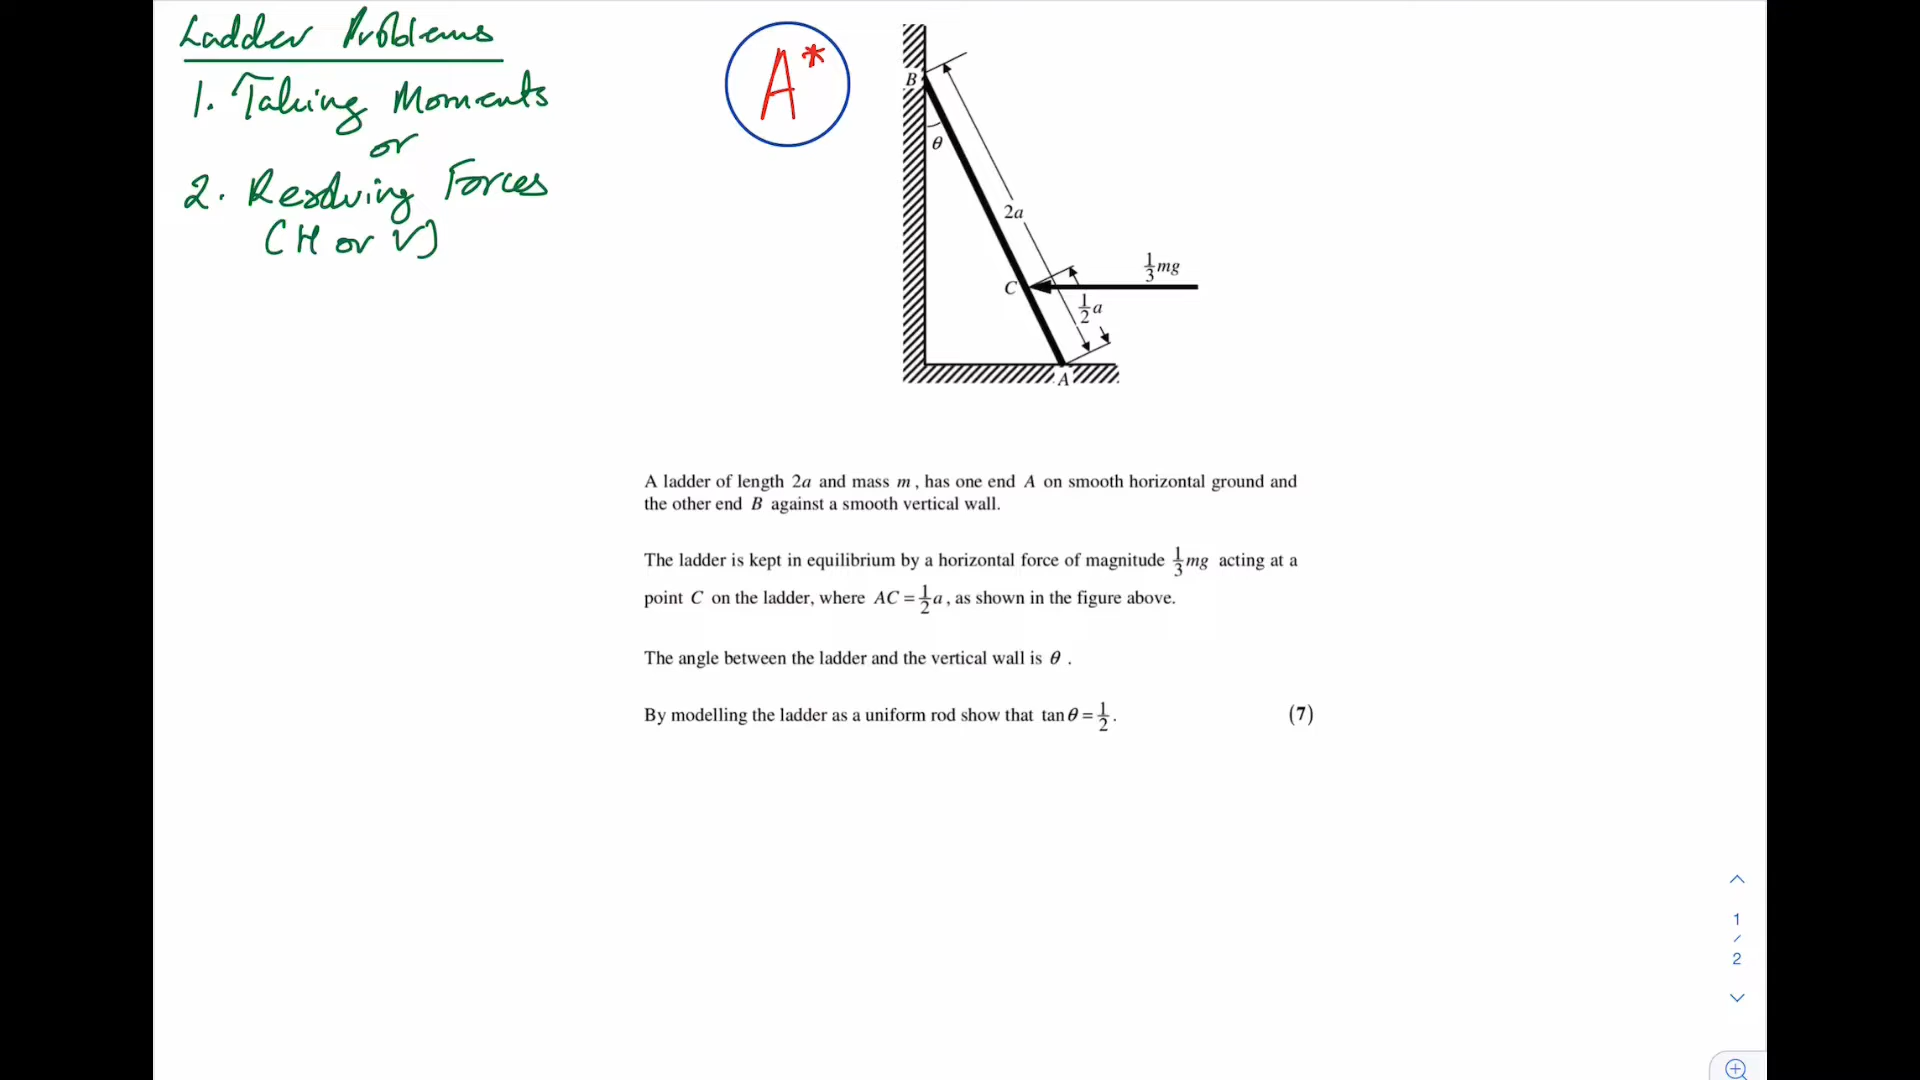 Ladder Problems
1. Taking Moments
or
2. Resolving Forces
(H or V)
A*
B
θ
2a
1/3 mg
C
1/2 a
A
A ladder of length 2a and mass m, has one end A on smooth horizontal ground and
the other end B against a smooth vertical wall.
The ladder is kept in equilibrium by a horizontal force of magnitude 1/3 mg acting at a
point C on the ladder, where AC = 1/2 a, as shown in the figure above.
The angle between the ladder and the vertical wall is θ .
By modelling the ladder as a uniform rod show that tan θ = 1/2 . (7)
1
/
2